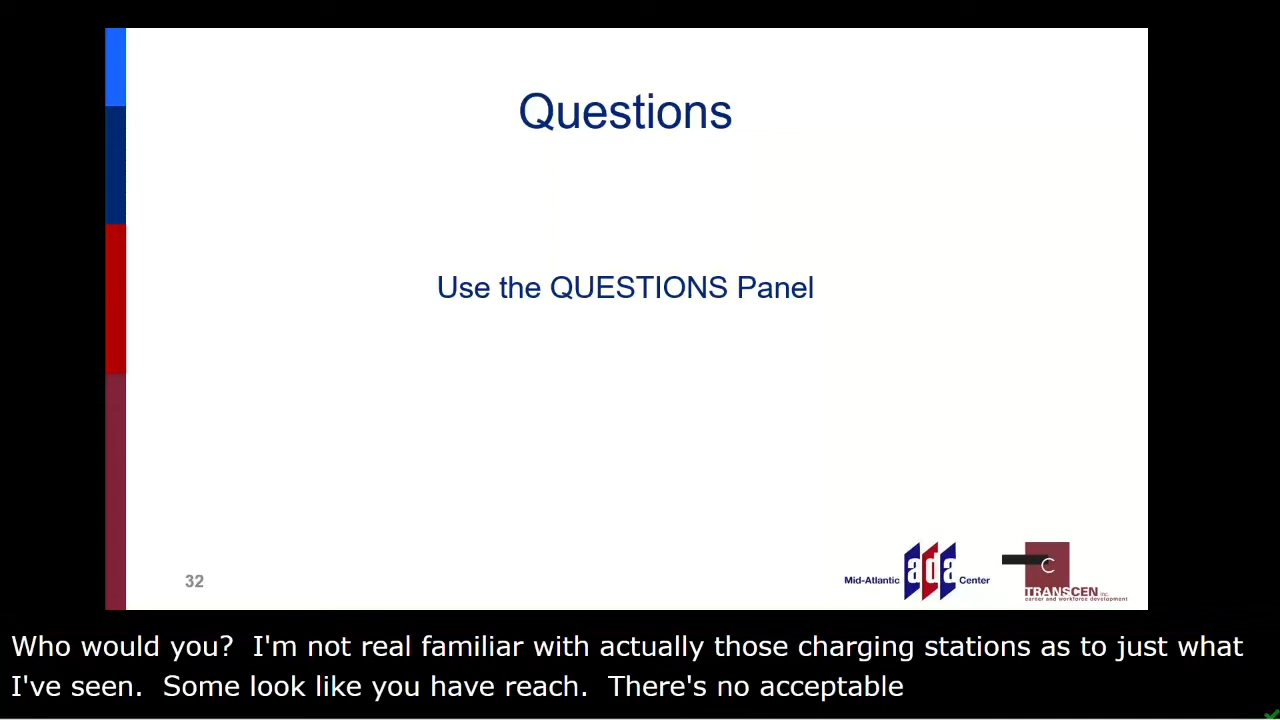 Questions
Use the QUESTIONS Panel
32
Mid-Atlantic ada Center
C
TRANSCEN inc.
career and workforce development
Who would you?  I'm not real familiar with actually those charging stations as to just what
I've seen.  Some look like you have reach.  There's no acceptable